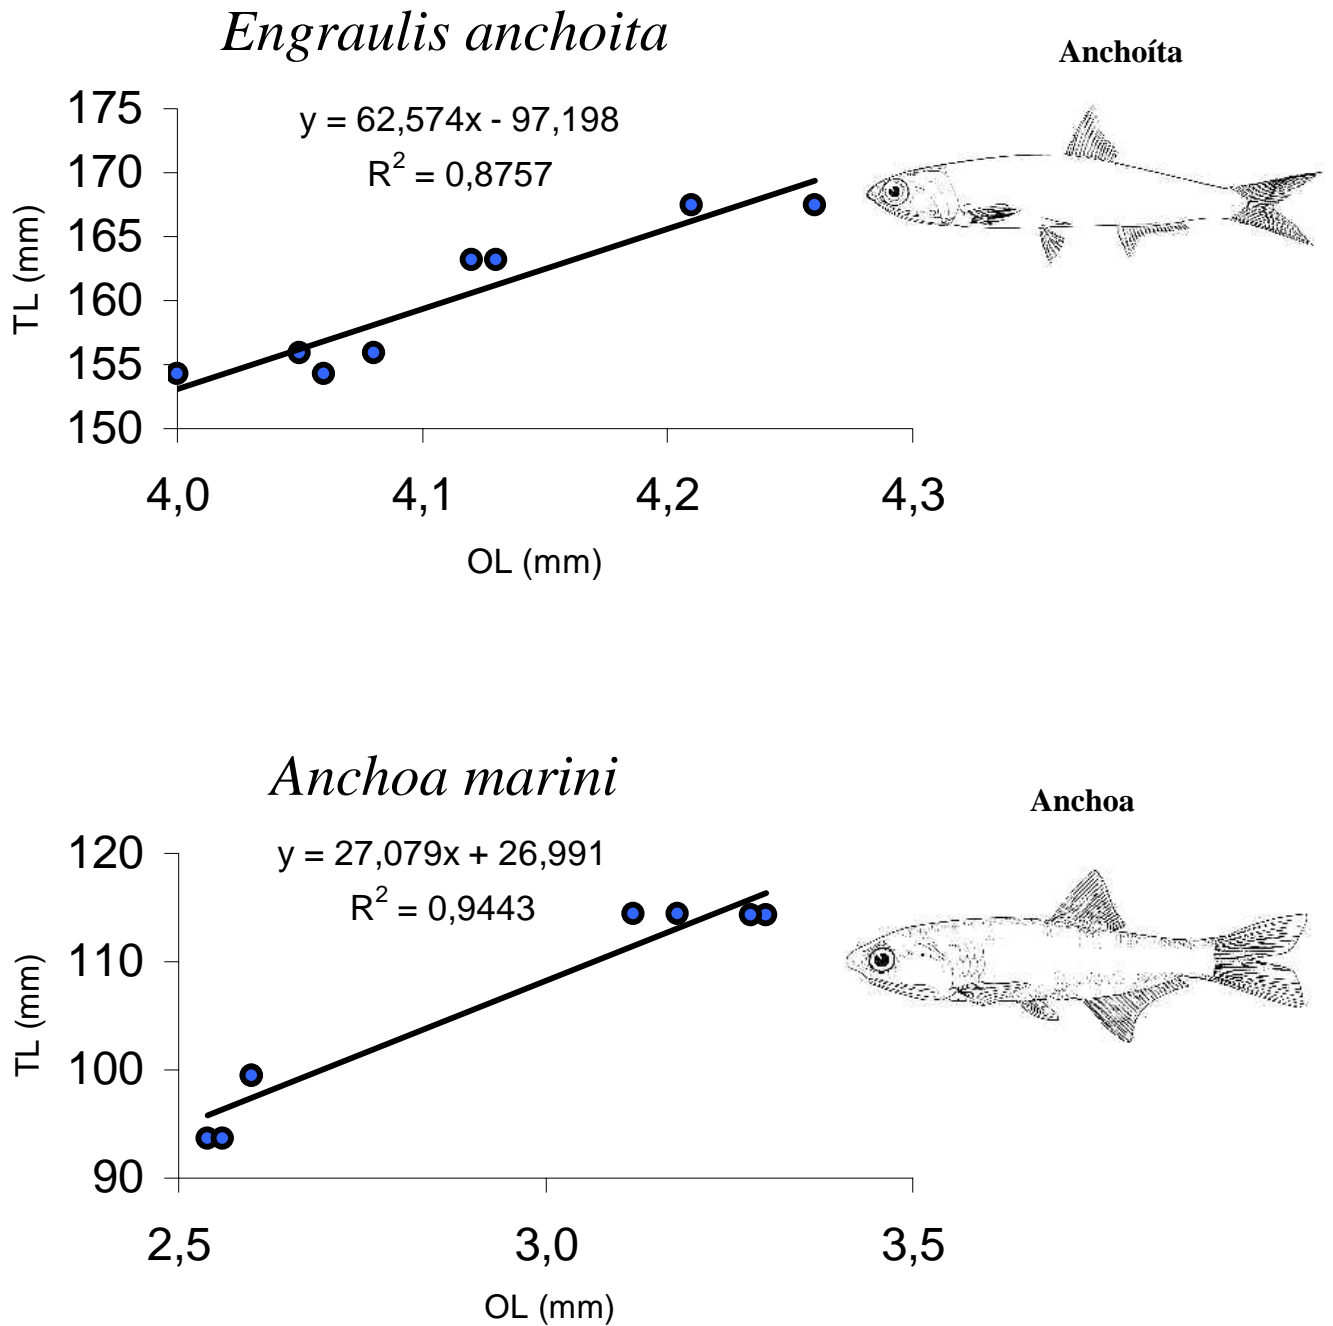 Engraulis anchoita
Anchoíta
y = 62,574x - 97,198
R² = 0,8757
175
170
165
160
155
150
TL (mm)
4,0 4,1 4,2 4,3
OL (mm)
Anchoa marini
Anchoa
y = 27,079x + 26,991
R² = 0,9443
120
110
100
90
TL (mm)
2,5 3,0 3,5
OL (mm)